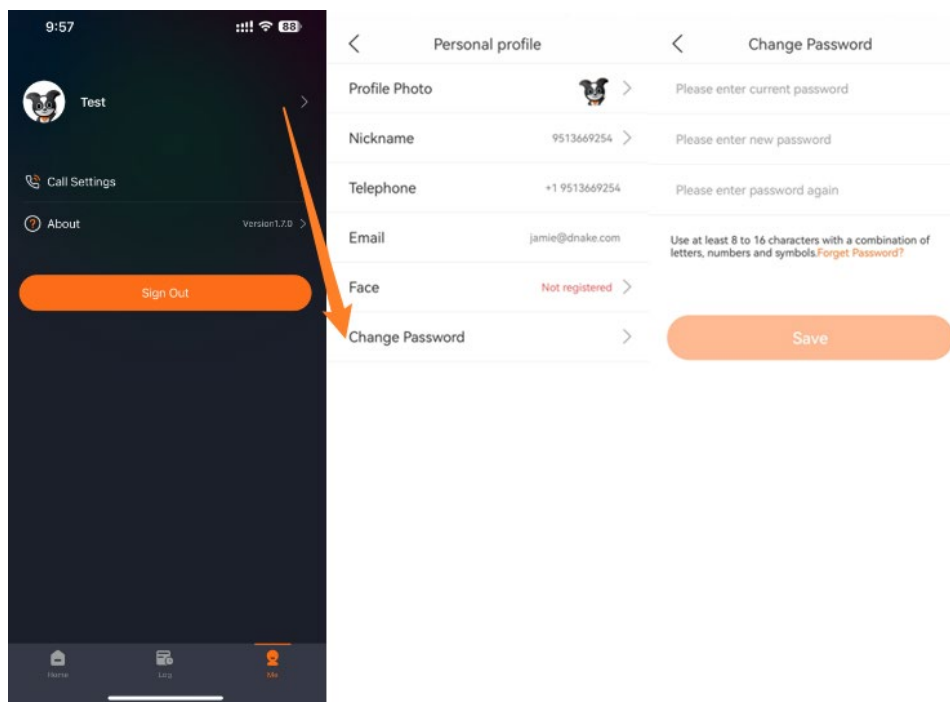 9:57
88
Test
Call Settings
About
Version1.7.0
Sign Out
Home
Log
Me
Personal profile
Profile Photo
Nickname
9513669254
Telephone
+1 9513669254
Email
jamie@dnake.com
Face
Not registered
Change Password
Change Password
Please enter current password
Please enter new password
Please enter password again
Use at least 8 to 16 characters with a combination of
letters, numbers and symbols.Forget Password?
Save